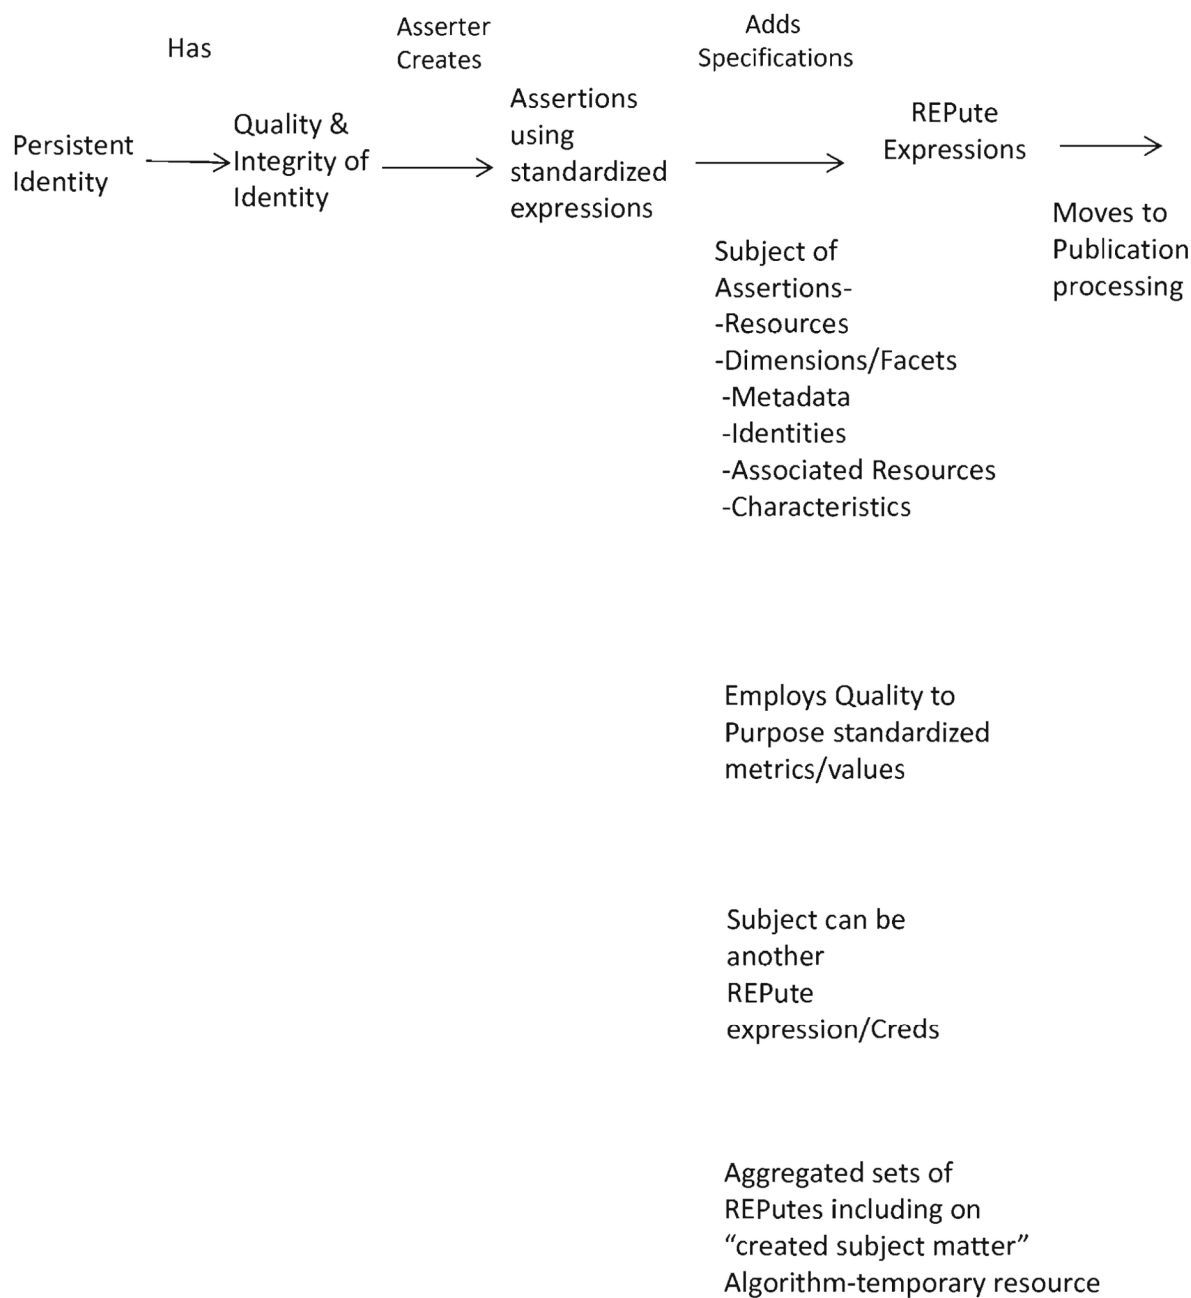 Has
Asserter
Creates
Adds
Specifications
Persistent
Identity
Quality &
Integrity of
Identity
Assertions
using
standardized
expressions
REPute
Expressions
Moves to
Publication
processing
Subject of
Assertions-
-Resources
-Dimensions/Facets
-Metadata
-Identities
-Associated Resources
-Characteristics
Employs Quality to
Purpose standardized
metrics/values
Subject can be
another
REPute
expression/Creds
Aggregated sets of
REPutes including on
“created subject matter”
Algorithm-temporary resource